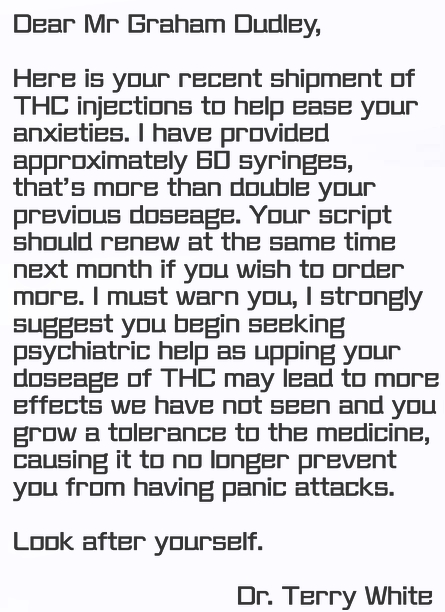 Dear Mr Graham Dudley,
Here is your recent shipment of
THC injections to help ease your
anxieties. I have provided
approximately 60 syringes,
that's more than double your
previous doseage. Your script
should renew at the same time
next month if you wish to order
more. I must warn you, I strongly
suggest you begin seeking
psychiatric help as upping your
doseage of THC may lead to more
effects we have not seen and you
grow a tolerance to the medicine,
causing it to no longer prevent
you from having panic attacks.
Look after yourself.
Dr. Terry White